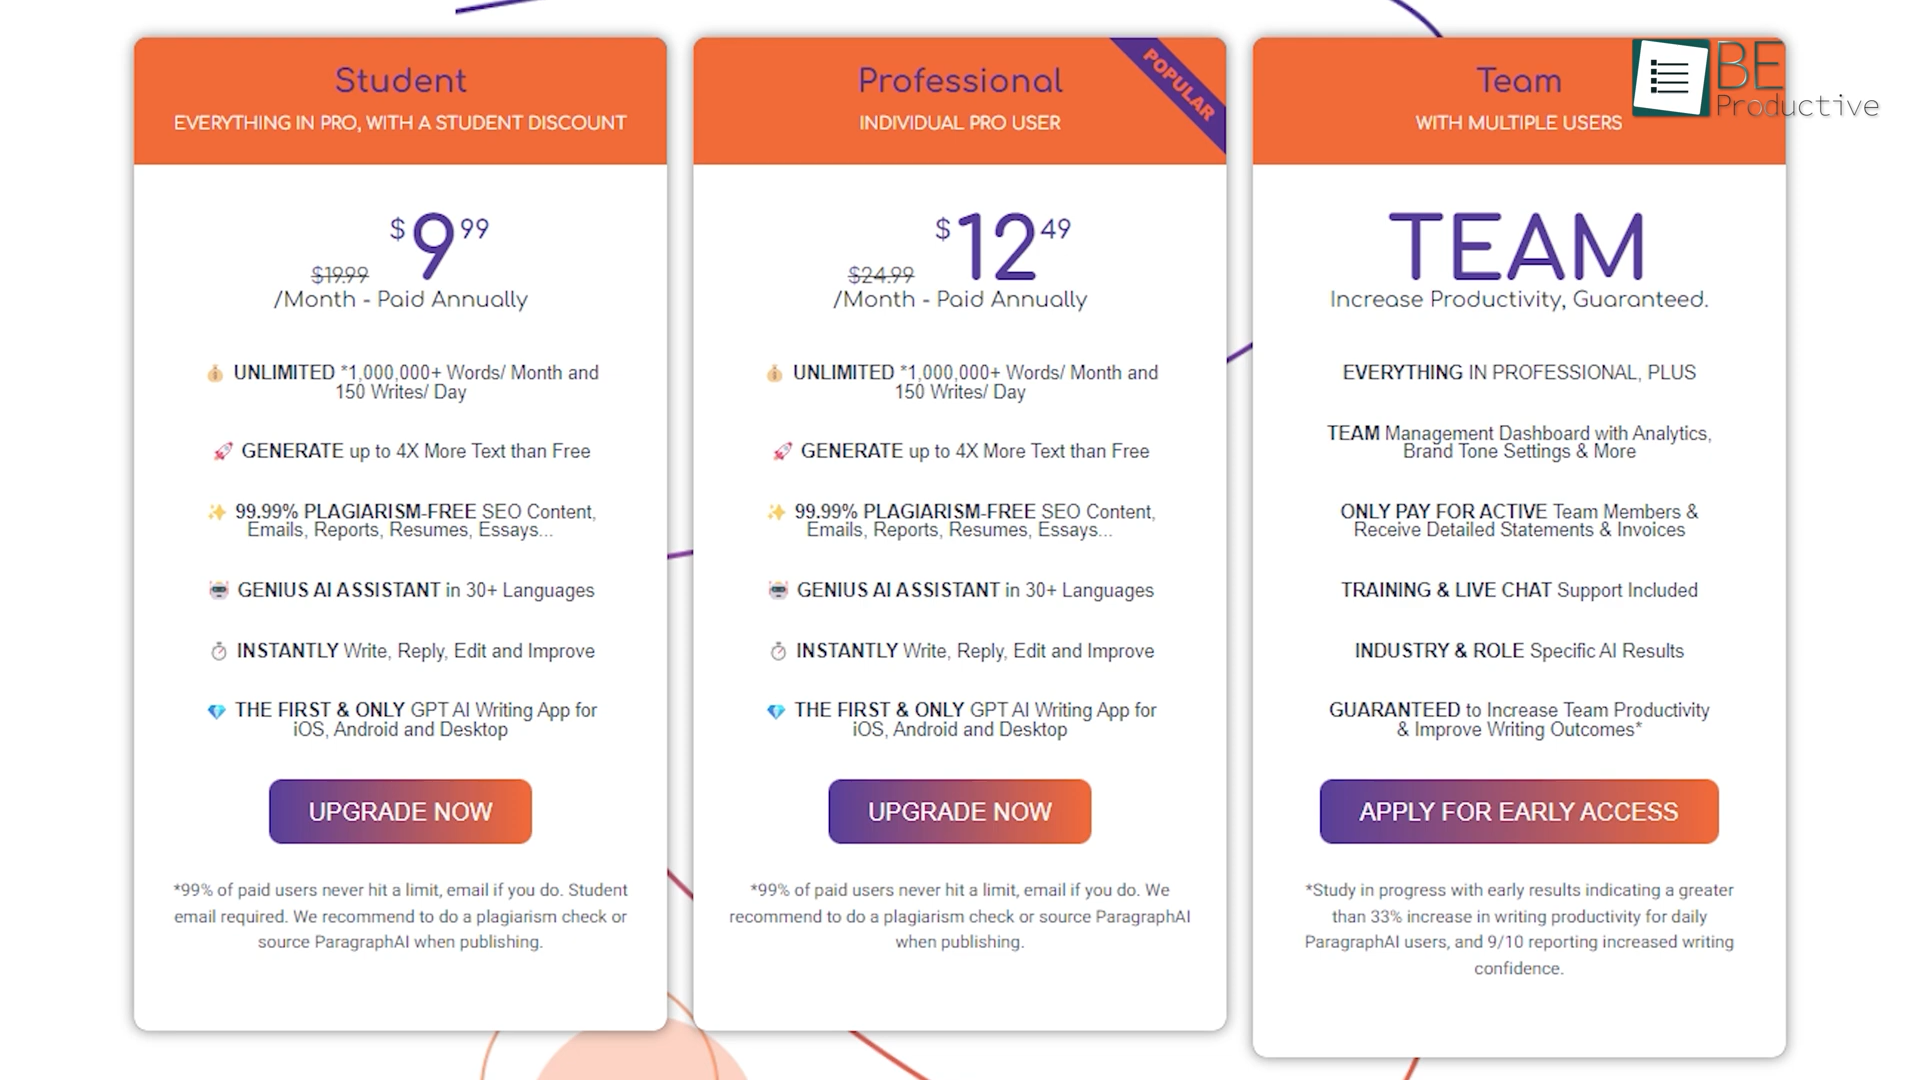 Student
EVERYTHING IN PRO, WITH A STUDENT DISCOUNT
$19.99 $9 99
/Month - Paid Annually
UNLIMITED *1,000,000+ Words/ Month and
150 Writes/ Day
GENERATE up to 4X More Text than Free
99.99% PLAGIARISM-FREE SEO Content,
Emails, Reports, Resumes, Essays...
GENIUS AI ASSISTANT in 30+ Languages
INSTANTLY Write, Reply, Edit and Improve
THE FIRST & ONLY GPT AI Writing App for
iOS, Android and Desktop
UPGRADE NOW
*99% of paid users never hit a limit, email if you do. Student
email required. We recommend to do a plagiarism check or
source ParagraphAI when publishing.
Professional
INDIVIDUAL PRO USER
POPULAR
$24.99 $12 49
/Month - Paid Annually
UNLIMITED *1,000,000+ Words/ Month and
150 Writes/ Day
GENERATE up to 4X More Text than Free
99.99% PLAGIARISM-FREE SEO Content,
Emails, Reports, Resumes, Essays...
GENIUS AI ASSISTANT in 30+ Languages
INSTANTLY Write, Reply, Edit and Improve
THE FIRST & ONLY GPT AI Writing App for
iOS, Android and Desktop
UPGRADE NOW
*99% of paid users never hit a limit, email if you do. We
recommend to do a plagiarism check or source ParagraphAI
when publishing.
Team
WITH MULTIPLE USERS
BE
Productive
TEAM
Increase Productivity, Guaranteed.
EVERYTHING IN PROFESSIONAL, PLUS
TEAM Management Dashboard with Analytics,
Brand Tone Settings & More
ONLY PAY FOR ACTIVE Team Members &
Receive Detailed Statements & Invoices
TRAINING & LIVE CHAT Support Included
INDUSTRY & ROLE Specific AI Results
GUARANTEED to Increase Team Productivity
& Improve Writing Outcomes*
APPLY FOR EARLY ACCESS
*Study in progress with early results indicating a greater
than 33% increase in writing productivity for daily
ParagraphAI users, and 9/10 reporting increased writing
confidence.